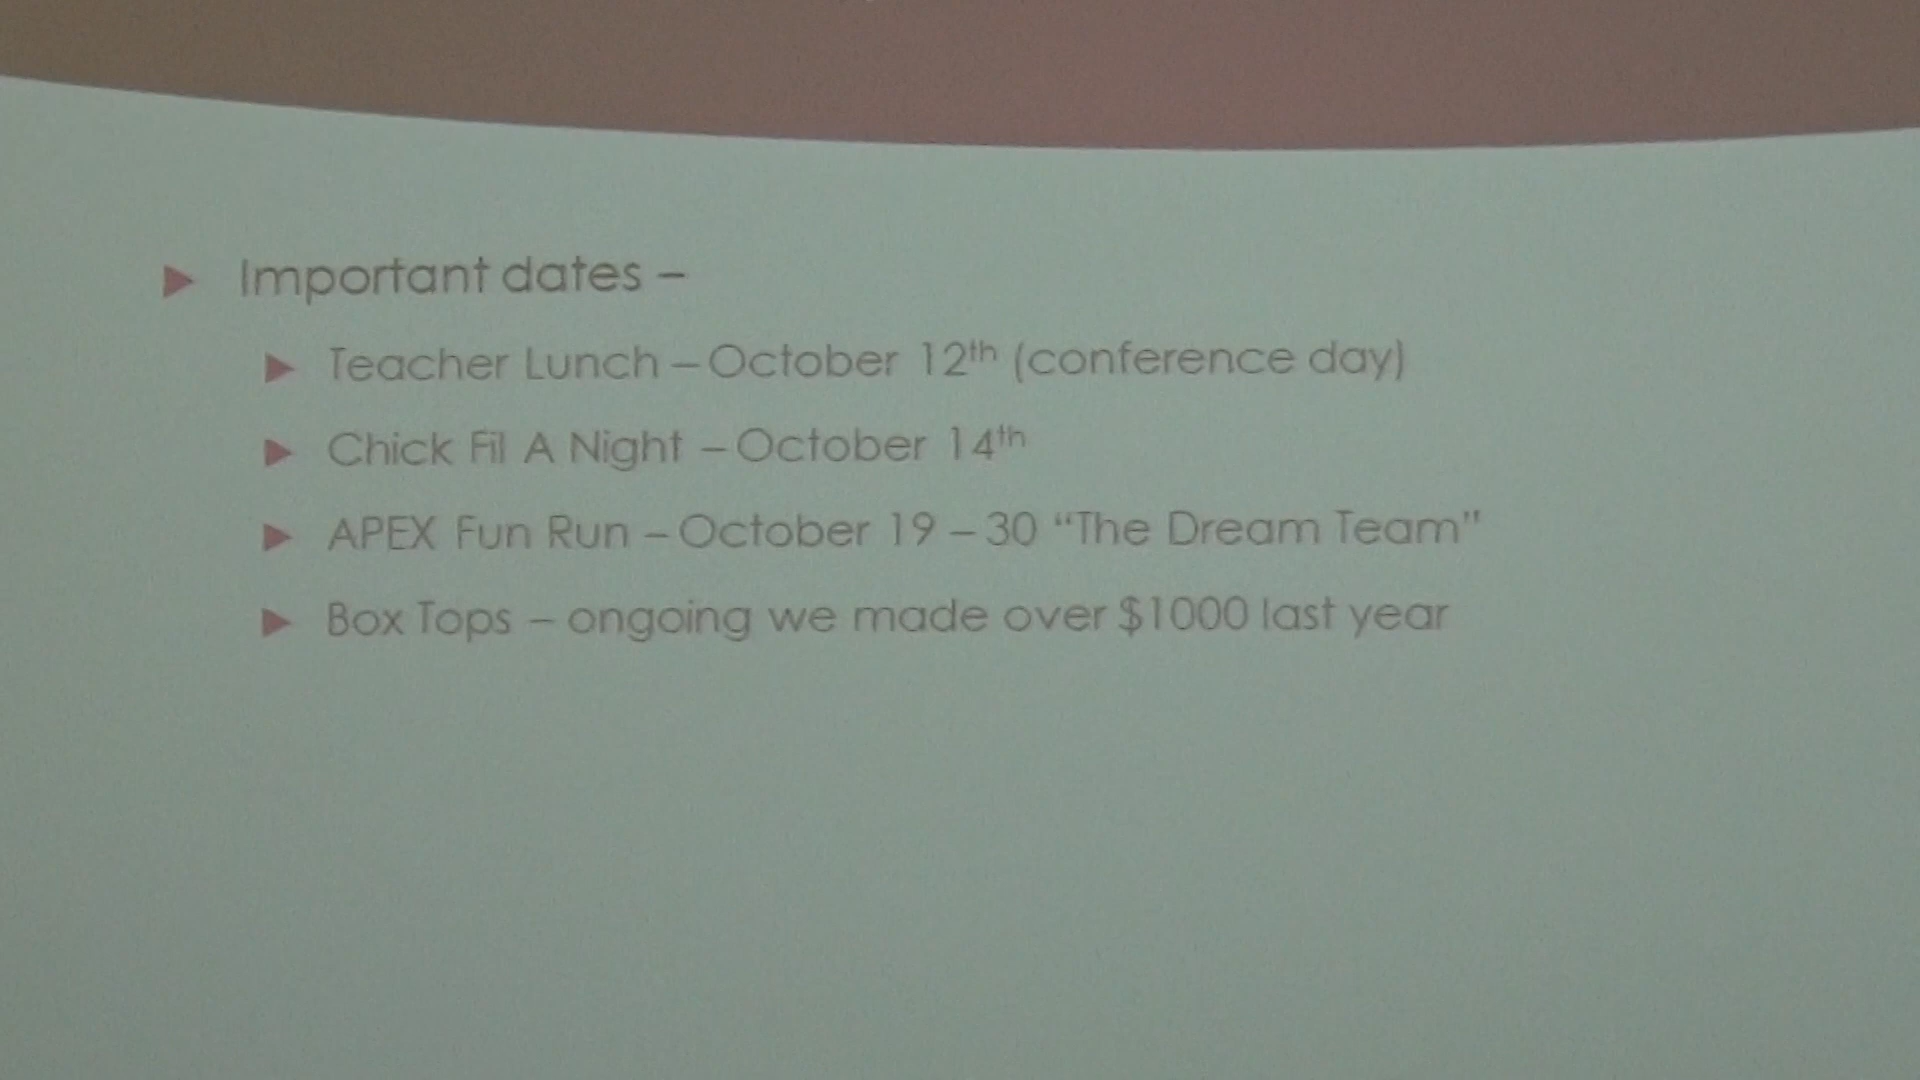 Important dates –
Teacher Lunch – October 12th (conference day)
Chick Fil A Night – October 14th
APEX Fun Run – October 19 – 30 “The Dream Team”
Box Tops – ongoing we made over $1000 last year